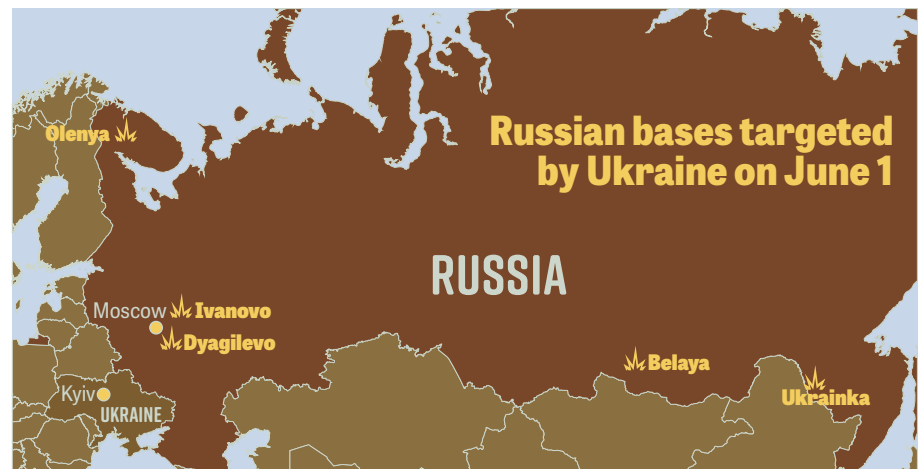 Olenya
Russian bases targeted
by Ukraine on June 1
RUSSIA
Moscow
Ivanovo
Dyagilevo
Belaya
Kyiv
UKRAINE
Ukrainka